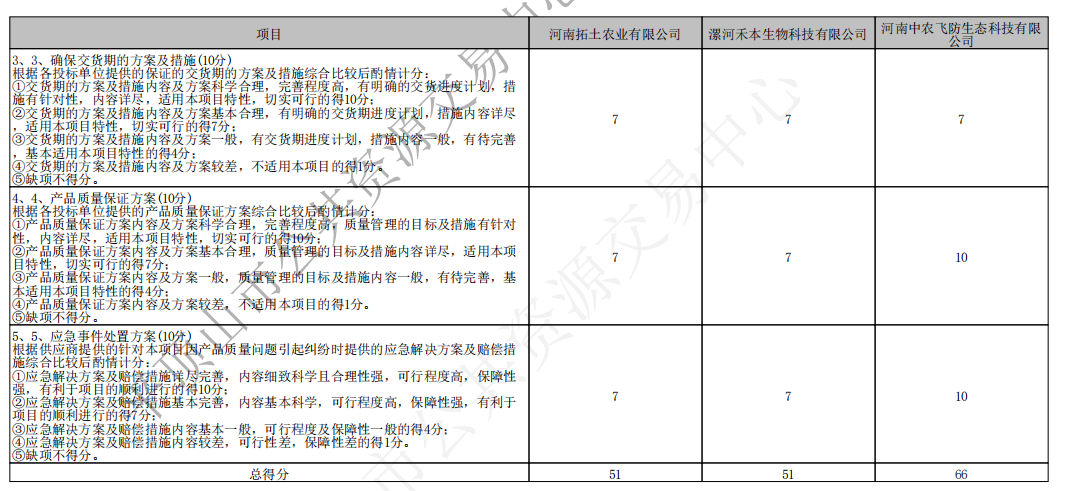 项目
河南拓土农业有限公司
漯河禾本生物科技有限公司
河南中农飞防生态科技有限
公司
3、3、确保交货期的方案及措施(10分)
根据各投标单位提供的保证的交货期的方案及措施综合比较后酌情计分：
①交货期的方案及措施内容及方案科学合理，完善程度高，有明确的交货进度计划，措
施有针对性，内容详尽，适用本项目特性，切实可行的得10分；
②交货期的方案及措施内容及方案基本合理，有明确的交货期进度计划，措施内容详尽
，适用本项目特性，切实可行的得7分；
③交货期的方案及措施内容及方案一般，有交货期进度计划，措施内容一般，有待完善
，基本适用本项目特性的得4分；
④交货期的方案及措施内容及方案较差，不适用本项目的得1分。
⑤缺项不得分。
7
7
7
4、4、产品质量保证方案(10分)
根据各投标单位提供的产品质量保证方案综合比较后酌情计分：
①产品质量保证方案内容及方案科学合理，完善程度高，质量管理的目标及措施有针对
性，内容详尽，适用本项目特性，切实可行的得10分；
②产品质量保证方案内容及方案基本合理，质量管理的目标及措施内容详尽，适用本项
目特性，切实可行的得7分；
③产品质量保证方案内容及方案一般，质量管理的目标及措施内容一般，有待完善，基
本适用本项目特性的得4分；
④产品质量保证方案内容及方案较差，不适用本项目的得1分。
⑤缺项不得分。
7
7
10
5、5、应急事件处置方案(10分)
根据供应商提供的针对本项目因产品质量问题引起纠纷时提供的应急解决方案及赔偿措
施综合比较后酌情计分：
①应急解决方案及赔偿措施详尽完善，内容细致科学且合理性强，可行程度高，保障性
强，有利于项目的顺利进行的得10分；
②应急解决方案及赔偿措施基本完善，内容基本科学，可行程度高，保障性强，有利于
项目的顺利进行的得7分；
③应急解决方案及赔偿措施内容基本一般，可行程度及保障性一般的得4分；
④应急解决方案及赔偿措施内容较差，可行性差，保障性差的得1分。
⑤缺项不得分。
7
7
10
总得分
51
51
66
平顶山市公共资源交易中心
市公共资源交易中心